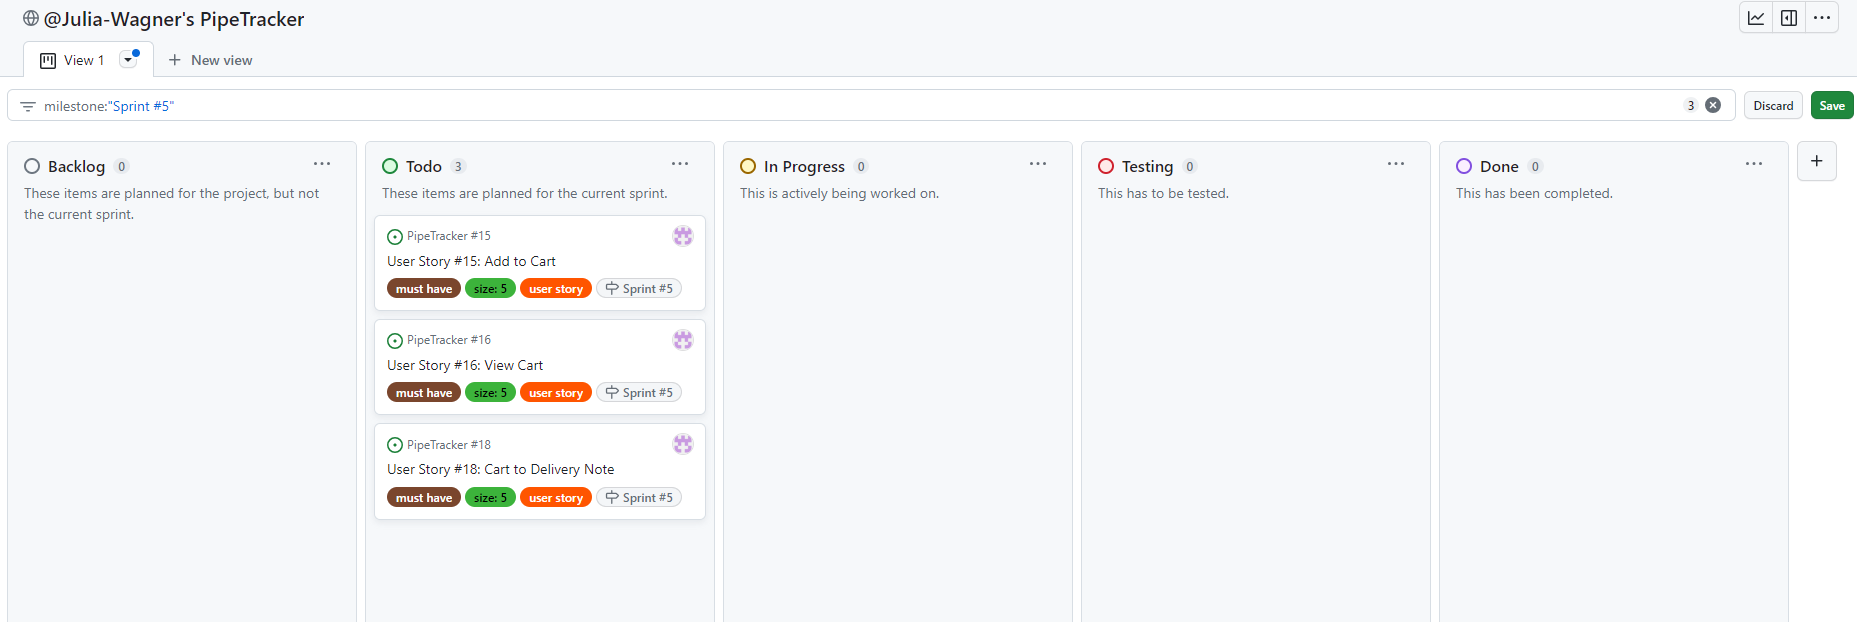 @Julia-Wagner's PipeTracker
View 1
New view
milestone:"Sprint #5"
3
Discard
Save
Backlog 0
These items are planned for the project, but not
the current sprint.
Todo 3
These items are planned for the current sprint.
PipeTracker #15
User Story #15: Add to Cart
must have size: 5 user story Sprint #5
PipeTracker #16
User Story #16: View Cart
must have size: 5 user story Sprint #5
PipeTracker #18
User Story #18: Cart to Delivery Note
must have size: 5 user story Sprint #5
In Progress 0
This is actively being worked on.
Testing 0
This has to be tested.
Done 0
This has been completed.